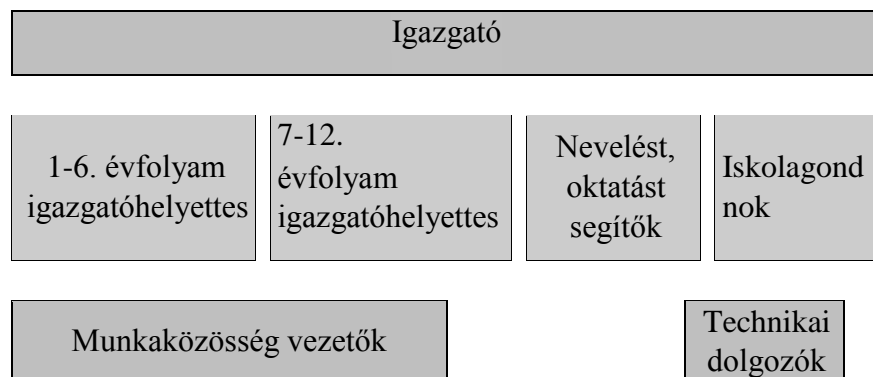 Igazgató
1-6. évfolyam
igazgatóhelyettes
7-12.
évfolyam
igazgatóhelyettes
Nevelést,
oktatást
segítők
Iskolagond
nok
Munkaközösség vezetők
Technikai
dolgozók